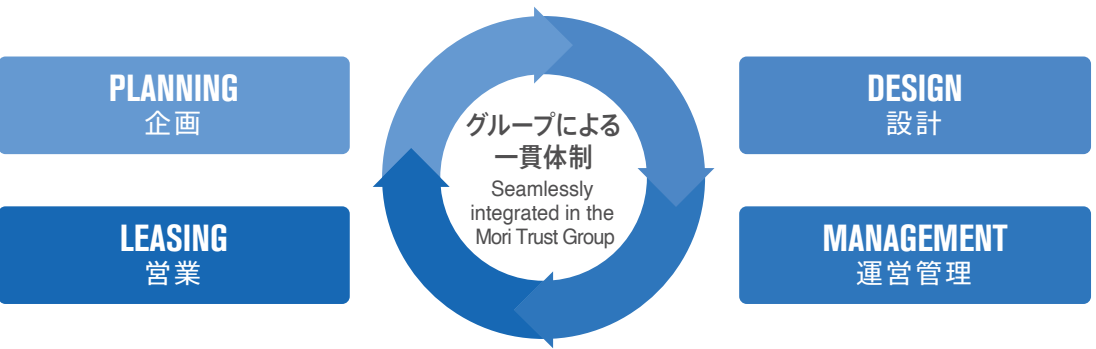 PLANNING
企画
DESIGN
設計
グループによる
一貫体制
Seamlessly
integrated in the
Mori Trust Group
LEASING
営業
MANAGEMENT
運営管理